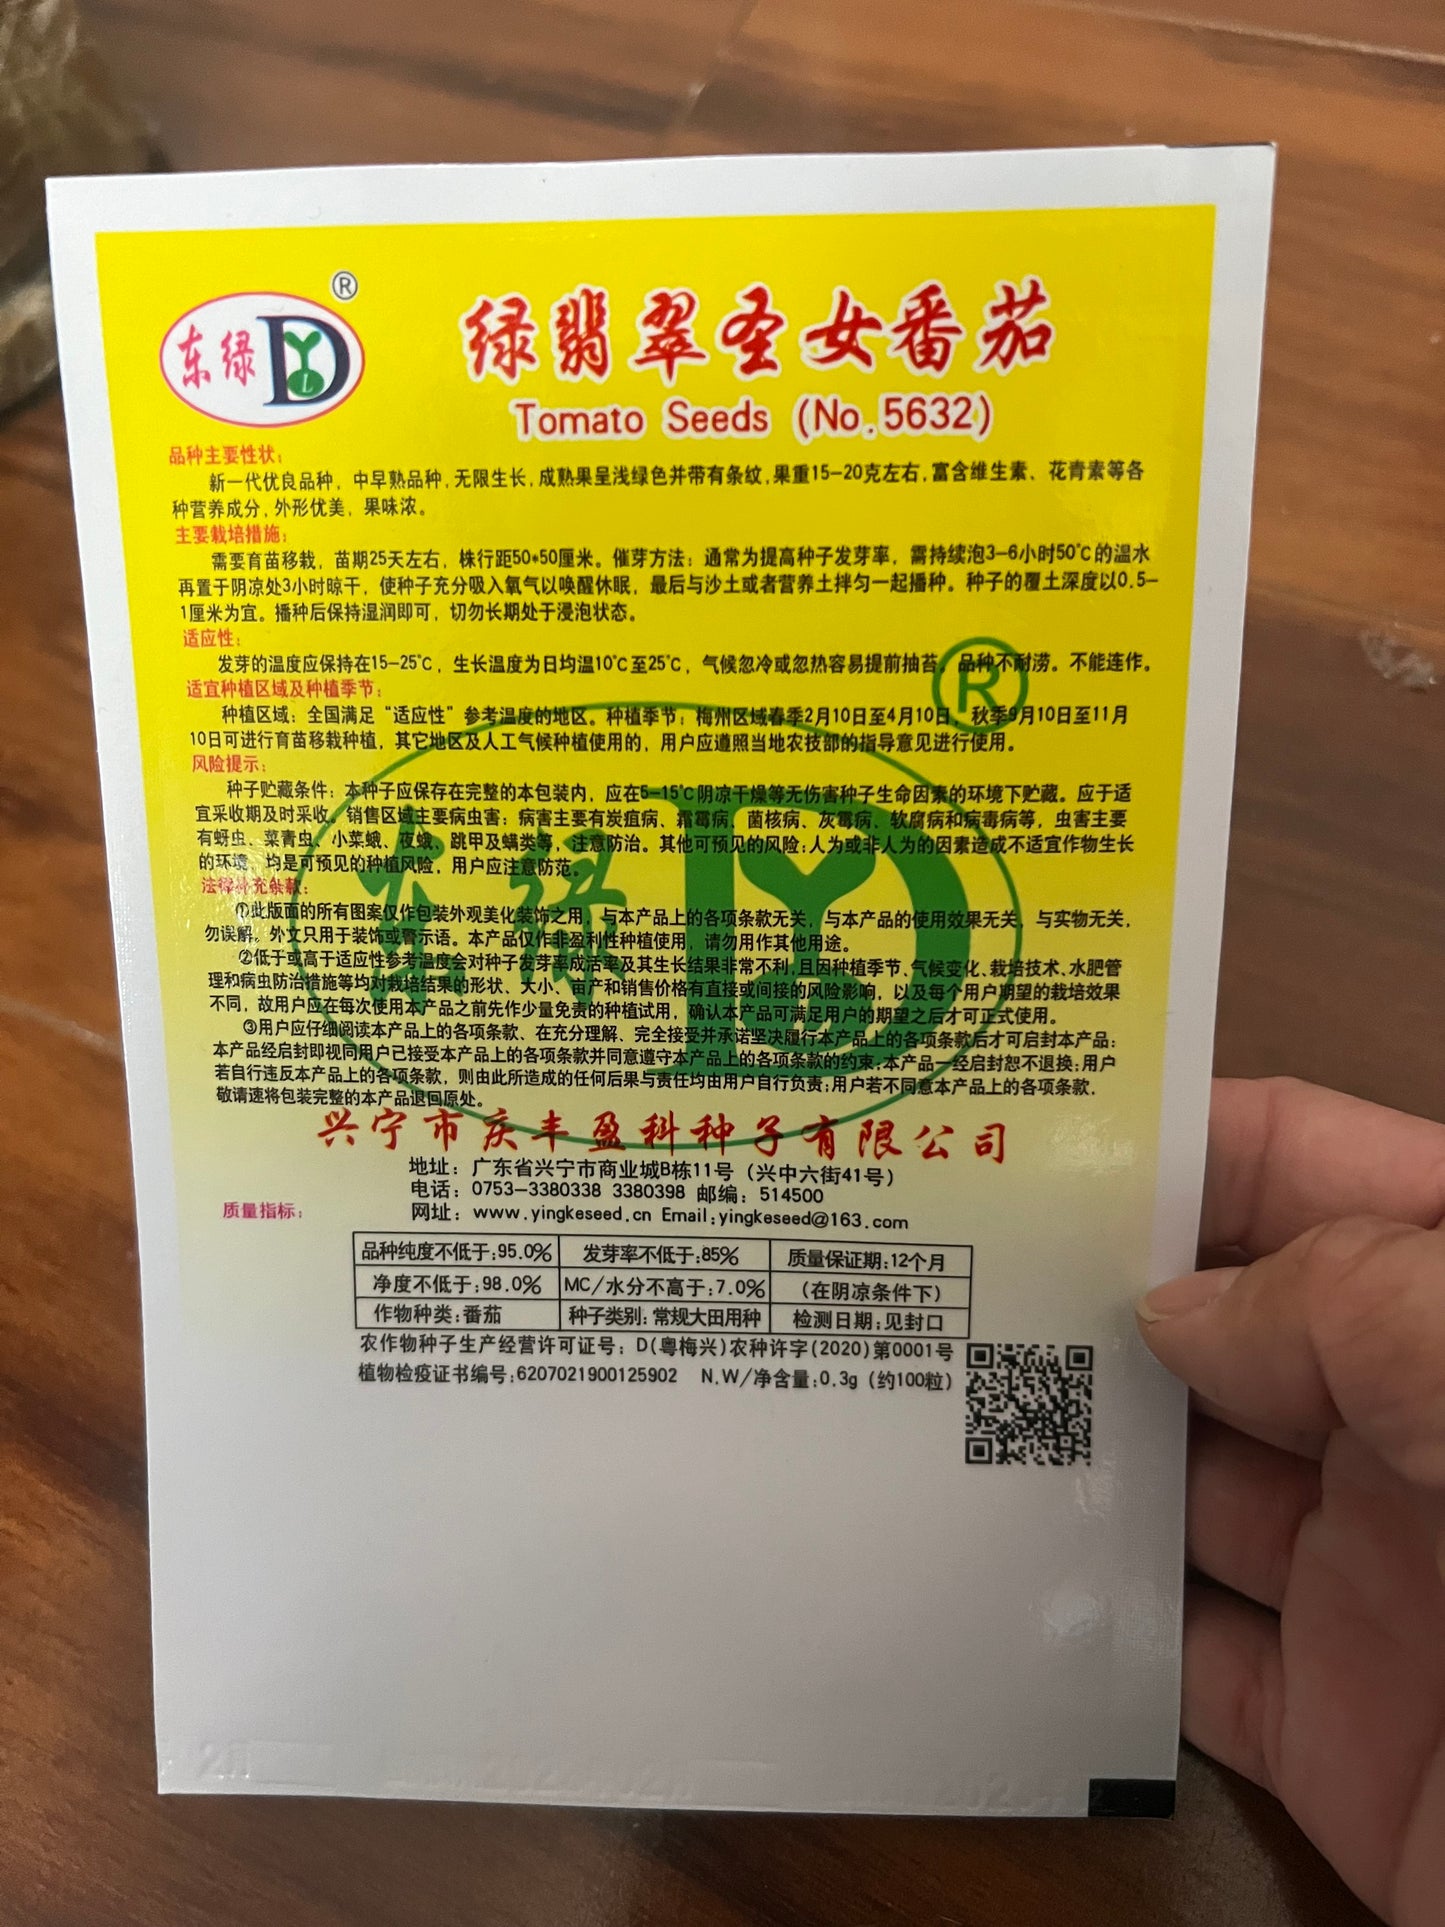 东绿 DYL ®
绿翡翠圣女番茄
Tomato Seeds (No.5632)
品种主要性状：
新一代优良品种，中早熟品种，无限生长，成熟果呈浅绿色并带有条纹，果重15-20克左右，富含维生素、花青素等各
种营养成分，外形优美，果味浓。
主要栽培措施：
需要育苗移栽，苗期25天左右，株行距50*50厘米。催芽方法：通常为提高种子发芽率，需持续泡3-6小时50℃的温水
再置于阴凉处3小时晾干，使种子充分吸入氧气以唤醒休眠，最后与沙土或者营养土拌匀一起播种。种子的覆土深度以0.5-
1厘米为宜。播种后保持湿润即可，切勿长期处于浸泡状态。
适应性：
发芽的温度应保持在15-25℃，生长温度为日均温10℃至25℃，气候忽冷或忽热容易提前抽苔。品种不耐涝。不能连作。
适宜种植区域及种植季节：
种植区域：全国满足“适应性”参考温度的地区。种植季节：梅州区域春季2月10日至4月10日，秋季9月10日至11月
10日可进行育苗移栽种植，其它地区及人工气候种植使用的，用户应遵照当地农技部的指导意见进行使用。
风险提示：
种子贮藏条件：本种子应保存在完整的本包装内，应在5-15℃阴凉干燥等无伤害种子生命因素的环境下贮藏。应于适
宜采收期及时采收。销售区域主要病虫害：病害主要有炭疽病、霜霉病、菌核病、灰霉病、软腐病和病毒病等，虫害主要
有蚜虫、菜青虫、小菜蛾、夜蛾、跳甲及螨类等，注意防治。其他可预见的风险：人为或非人为的因素造成不适宜作物生长
的环境，均是可预见的种植风险，用户应注意防范。
法律补充条款：
①此版面的所有图案仅作包装外观美化装饰之用，与本产品上的各项条款无关，与本产品的使用效果无关，与实物无关，
勿误解。外文只用于装饰或警示语。本产品仅作非盈利性种植使用，请勿用作其他用途。
②低于或高于适应性参考温度会对种子发芽率成活率及其生长结果非常不利，且因种植季节、气候变化、栽培技术、水肥管
理和病虫防治措施等均对栽培结果的形状、大小、亩产和销售价格有直接或间接的风险影响，以及每个用户期望的栽培效果
不同，故用户应在每次使用本产品之前先作少量免责的种植试用，确认本产品可满足用户的期望之后才可正式使用。
③用户应仔细阅读本产品上的各项条款、在充分理解、完全接受并承诺坚决履行本产品上的各项条款后才可启封本产品；
本产品经启封即视同用户已接受本产品上的各项条款并同意遵守本产品上的各项条款的约束；本产品一经启封恕不退换；用户
若自行违反本产品上的各项条款，则由此所造成的任何后果与责任均由用户自行负责；用户若不同意本产品上的各项条款，
敬请速将包装完整的本产品退回原处。
东绿 DY ®
兴宁市庆丰盈科种子有限公司
地址：广东省兴宁市商业城B栋11号（兴中六街41号）
电话：0753-3380338 3380398 邮编：514500
网址：www.yingkeseed.cn Email:yingkeseed@163.com
质量指标：
品种纯度不低于：95.0% 发芽率不低于：85% 质量保证期：12个月
净度不低于：98.0% MC/水分不高于：7.0% （在阴凉条件下）
作物种类：番茄 种子类别：常规大田用种 检测日期：见封口
农作物种子生产经营许可证号：D(粤梅兴)农种许字(2020)第0001号
植物检疫证书编号：6207021900125902 N.W/净含量：0.3g（约100粒）